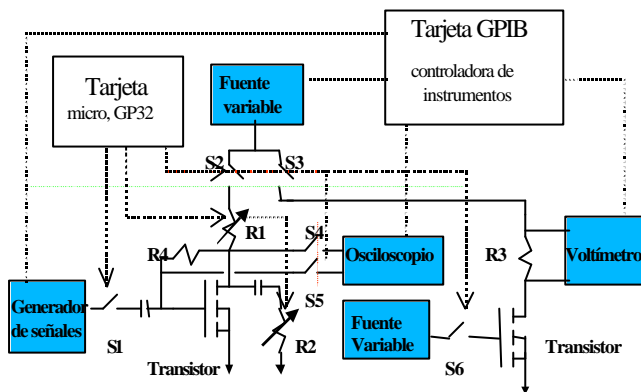 Tarjeta GPIB
controladora de
instrumentos
Tarjeta
micro, GP32
Fuente
variable
S2
S3
R1
S4
R4
Osciloscopio
R3
Voltímetro
Generador
de señales
S5
S1
R2
Fuente
Variable
S6
Transistor
Transistor